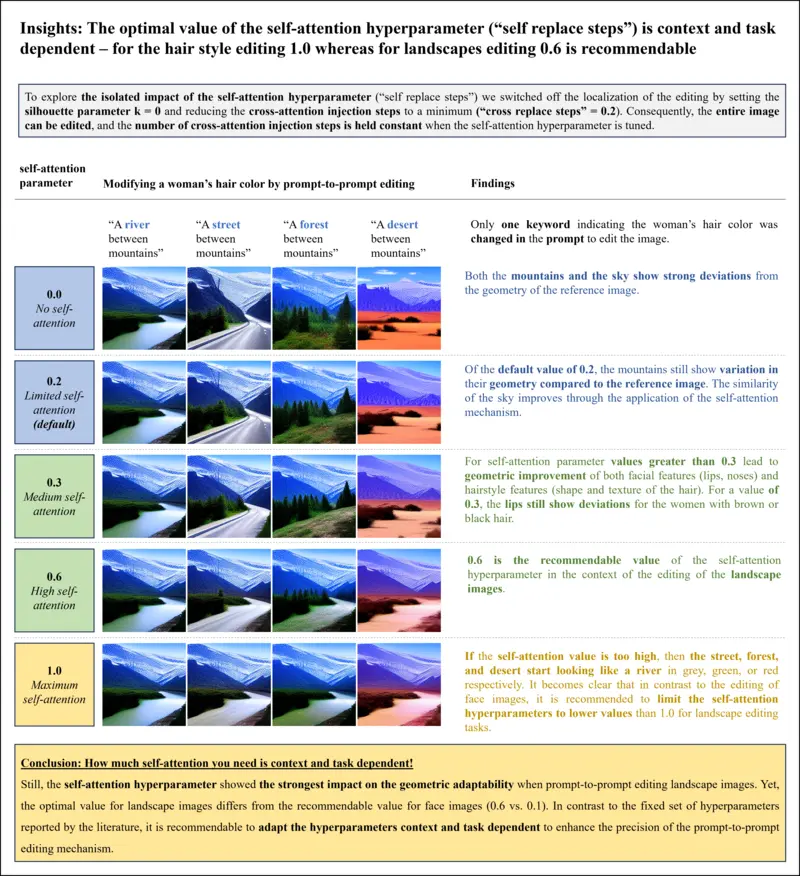 Insights: The optimal value of the self-attention hyperparameter (“self replace steps”) is context and task
dependent – for the hair style editing 1.0 whereas for landscapes editing 0.6 is recommendable
To explore the isolated impact of the self-attention hyperparameter (“self replace steps”) we switched off the localization of the editing by setting the
silhouette parameter k = 0 and reducing the cross-attention injection steps to a minimum (“cross replace steps” = 0.2). Consequently, the entire image
can be edited, and the number of cross-attention injection steps is held constant when the self-attention hyperparameter is tuned.
self-attention
parameter
Modifying a woman’s hair color by prompt-to-prompt editing
Findings
“A river
between
mountains”
“A street
between
mountains”
“A forest
between
mountains”
“A desert
between
mountains”
Only one keyword indicating the woman’s hair color was
changed in the prompt to edit the image.
0.0
No self-
attention
Both the mountains and the sky show strong deviations from
the geometry of the reference image.
0.2
Limited self-
attention
(default)
Of the default value of 0.2, the mountains still show variation in
their geometry compared to the reference image. The similarity
of the sky improves through the application of the self-attention
mechanism.
0.3
Medium self-
attention
For self-attention parameter values greater than 0.3 lead to
geometric improvement of both facial features (lips, noses) and
hairstyle features (shape and texture of the hair). For a value of
0.3, the lips still show deviations for the women with brown or
black hair.
0.6
High self-
attention
0.6 is the recommendable value of the self-attention
hyperparameter in the context of the editing of the landscape
images.
1.0
Maximum
self-attention
If the self-attention value is too high, then the street, forest,
and desert start looking like a river in grey, green, or red
respectively. It becomes clear that in contrast to the editing of
face images, it is recommended to limit the self-attention
hyperparameters to lower values than 1.0 for landscape editing
tasks.
Conclusion: How much self-attention you need is context and task dependent!
Still, the self-attention hyperparameter showed the strongest impact on the geometric adaptability when prompt-to-prompt editing landscape images. Yet,
the optimal value for landscape images differs from the recommendable value for face images (0.6 vs. 0.1). In contrast to the fixed set of hyperparameters
reported by the literature, it is recommendable to adapt the hyperparameters context and task dependent to enhance the precision of the prompt-to-prompt
editing mechanism.